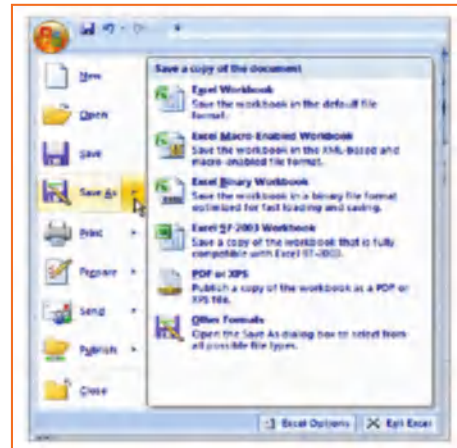 New
Open
Save
Save As
Print
Prepare
Send
Publish
Close
Save a copy of the document
Excel Workbook
Save the workbook in the default file
format.
Excel Macro-Enabled Workbook
Save the workbook in the XML-based and
macro-enabled file format.
Excel Binary Workbook
Save the workbook in a binary file format
optimized for fast loading and saving.
Excel 97-2003 Workbook
Save a copy of the workbook that is fully
compatible with Excel 97-2003.
PDF or XPS
Publish a copy of the workbook as a PDF or
XPS file.
Other Formats
Open the Save As dialog box to select from
all possible file types.
Excel Options
Exit Excel